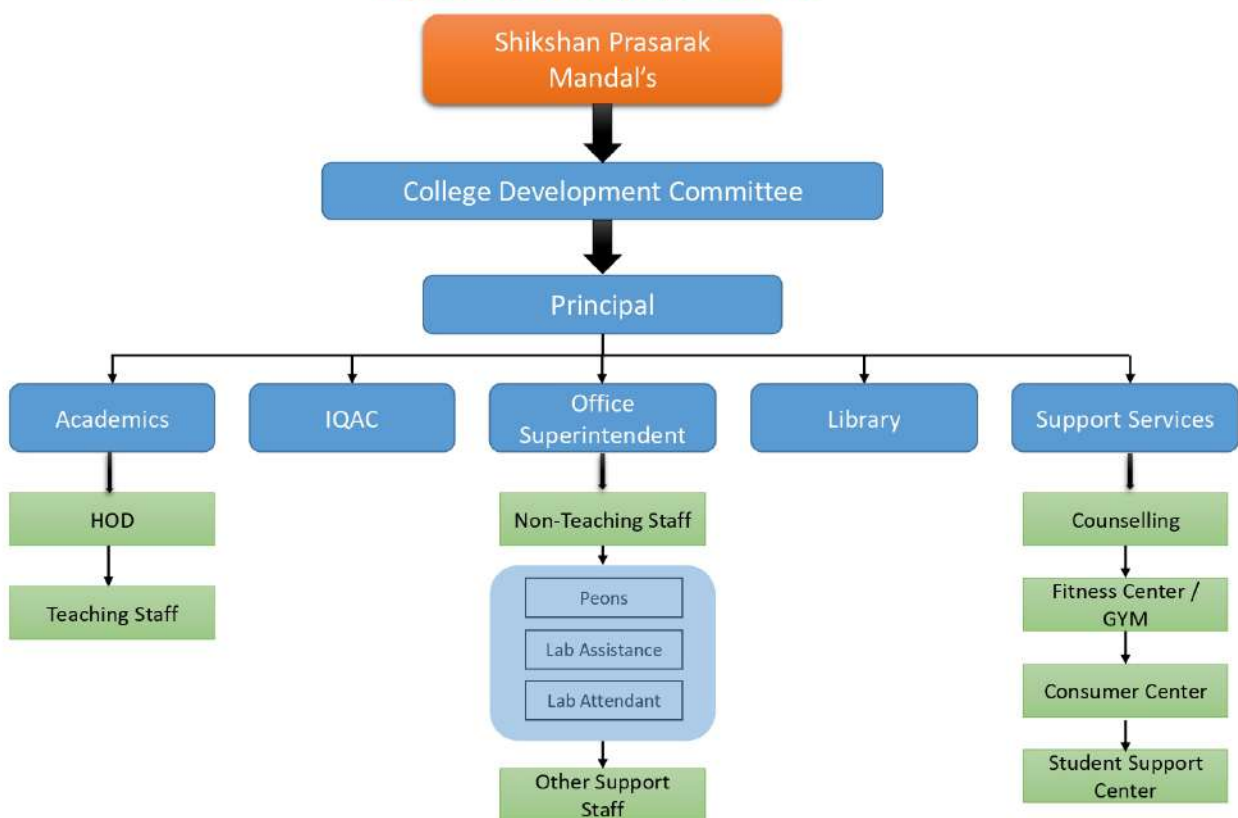 Shikshan Prasarak
Mandal's
College Development Committee
Principal
Academics
IQAC
Office
Superintendent
Library
Support Services
HOD
Non-Teaching Staff
Counselling
Teaching Staff
Peons
Lab Assistance
Lab Attendant
Fitness Center /
GYM
Consumer Center
Other Support
Staff
Student Support
Center